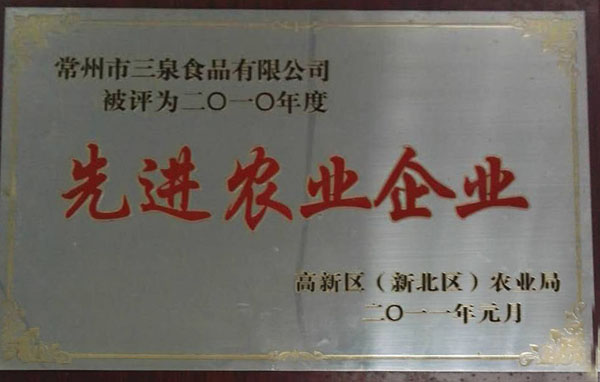 常州市三泉食品有限公司
被评为二〇一〇年度
先进农业企业
高新区（新北区）农业局
二〇一一年元月